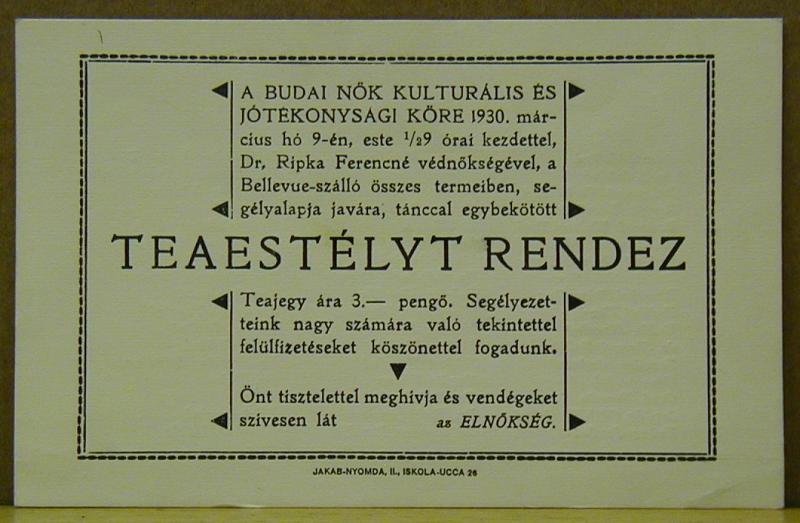 A BUDAI NŐK KULTURÁLIS ÉS
JÓTÉKONYSÁGI KÖRE 1930. már-
cius hó 9-én, este 1/29 órai kezdettel,
Dr, Ripka Ferencné védnökségével, a
Bellevue-szálló összes termeiben, se-
gélyalapja javára, tánccal egybekötött
TEAESTÉLYT RENDEZ
Teajegy ára 3.— pengő. Segélyezet-
teink nagy számára való tekintettel
felülfizetéseket köszönettel fogadunk.
Önt tisztelettel meghívja és vendégeket
szívesen lát az ELNÖKSÉG.
JAKAB-NYOMDA, II., ISKOLA-UCCA 26